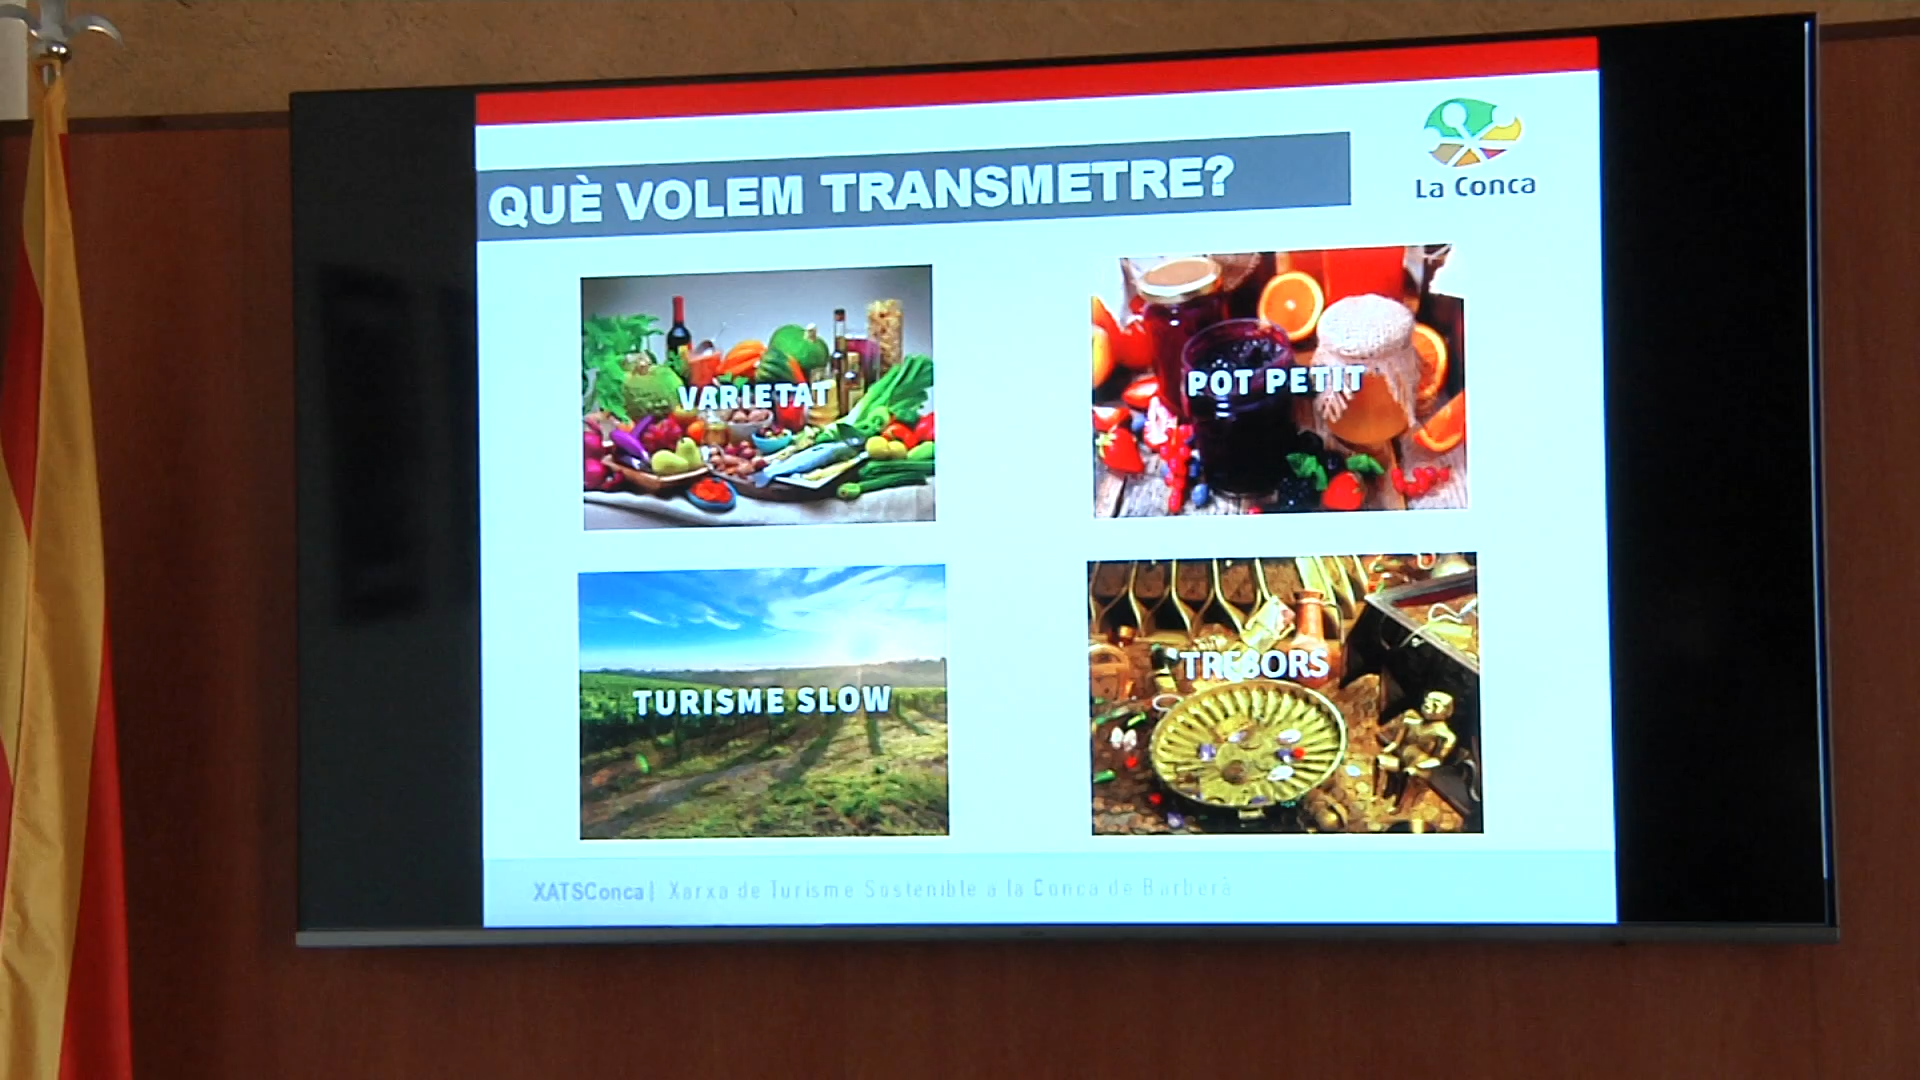 QUÈ VOLEM TRANSMETRE?
La Conca
VARIETAT
POT PETIT
TURISME SLOW
TRESORS
XATSConca| Xarxa de Turisme Sostenible a la Conca de Barberà